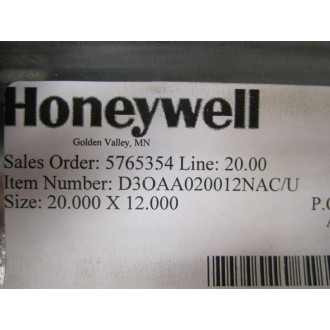 Honeywell
Golden Valley, MN
Sales Order: 5765354 Line: 20.00
Item Number: D3OAA020012NAC/U
Size: 20.000 X 12.000